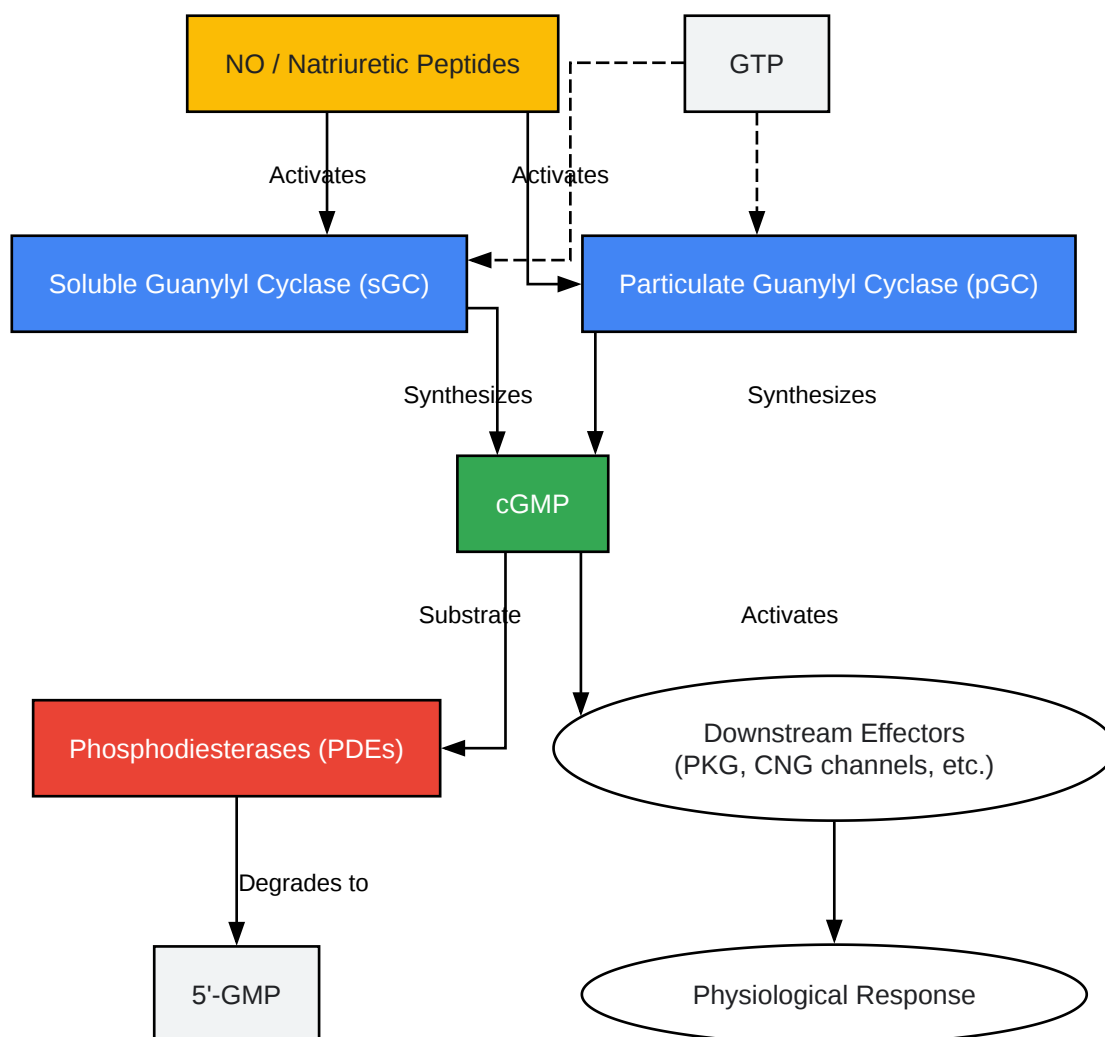 NO / Natriuretic Peptides
GTP
Activates
Activates
Soluble Guanylyl Cyclase (sGC)
Particulate Guanylyl Cyclase (pGC)
Synthesizes
Synthesizes
cGMP
Substrate
Activates
Phosphodiesterases (PDEs)
Downstream Effectors
(PKG, CNG channels, etc.)
Degrades to
5'-GMP
Physiological Response